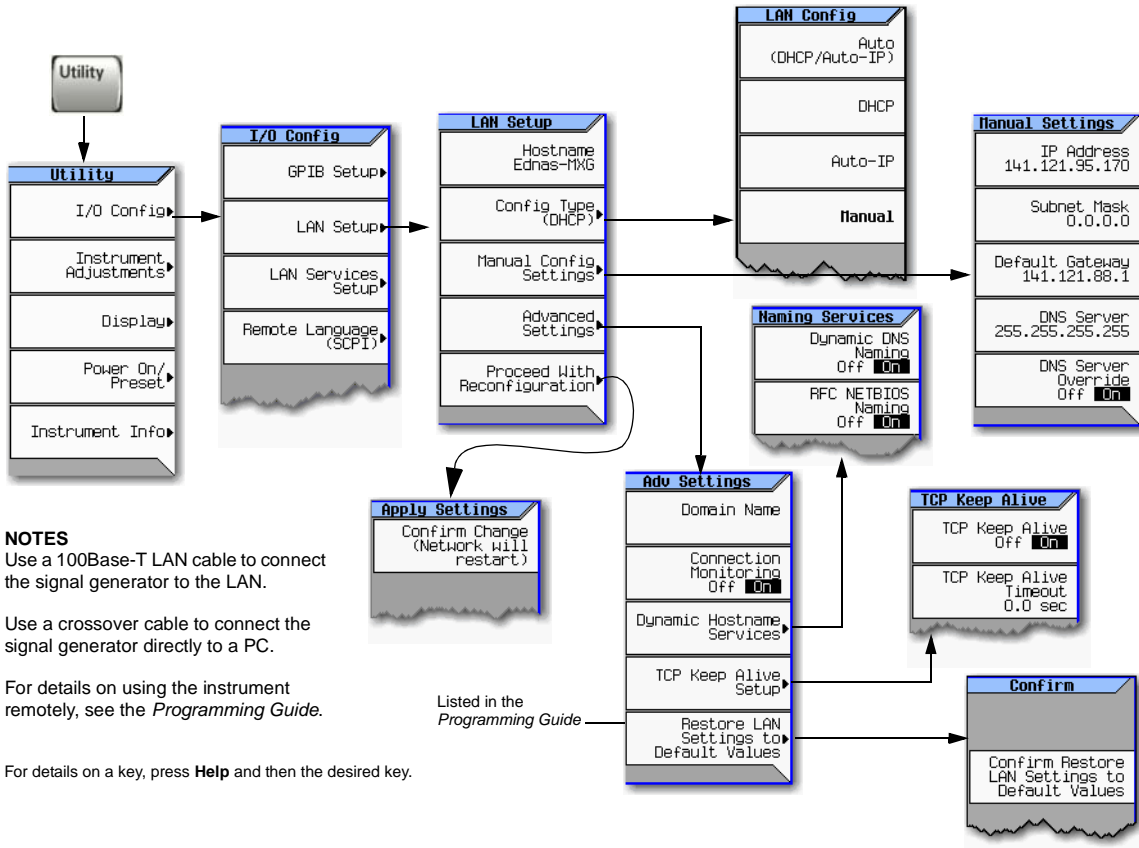 Utility
Utility
I/O Config
Instrument
Adjustments
Display
Power On/
Preset
Instrument Info
I/O Config
GPIB Setup
LAN Setup
LAN Services
Setup
Remote Language
(SCPI)
LAN Setup
Hostname
Ednas-MXG
Config Type
(DHCP)
Manual Config
Settings
Advanced
Settings
Proceed With
Reconfiguration
LAN Config
Auto
(DHCP/Auto-IP)
DHCP
Auto-IP
Manual
Manual Settings
IP Address
141.121.95.170
Subnet Mask
0.0.0.0
Default Gateway
141.121.88.1
DNS Server
255.255.255.255
DNS Server
Override
Off On
Naming Services
Dynamic DNS
Naming
Off On
RFC NETBIOS
Naming
Off On
Apply Settings
Confirm Change
(Network will
restart)
Adv Settings
Domain Name
Connection
Monitoring
Off On
Dynamic Hostname
Services
TCP Keep Alive
Setup
Restore LAN
Settings to
Default Values
TCP Keep Alive
TCP Keep Alive
Off On
TCP Keep Alive
Timeout
0.0 sec
Confirm
Confirm Restore
LAN Settings to
Default Values
Listed in the
Programming Guide
NOTES
Use a 100Base-T LAN cable to connect
the signal generator to the LAN.
Use a crossover cable to connect the
signal generator directly to a PC.
For details on using the instrument
remotely, see the Programming Guide.
For details on a key, press Help and then the desired key.